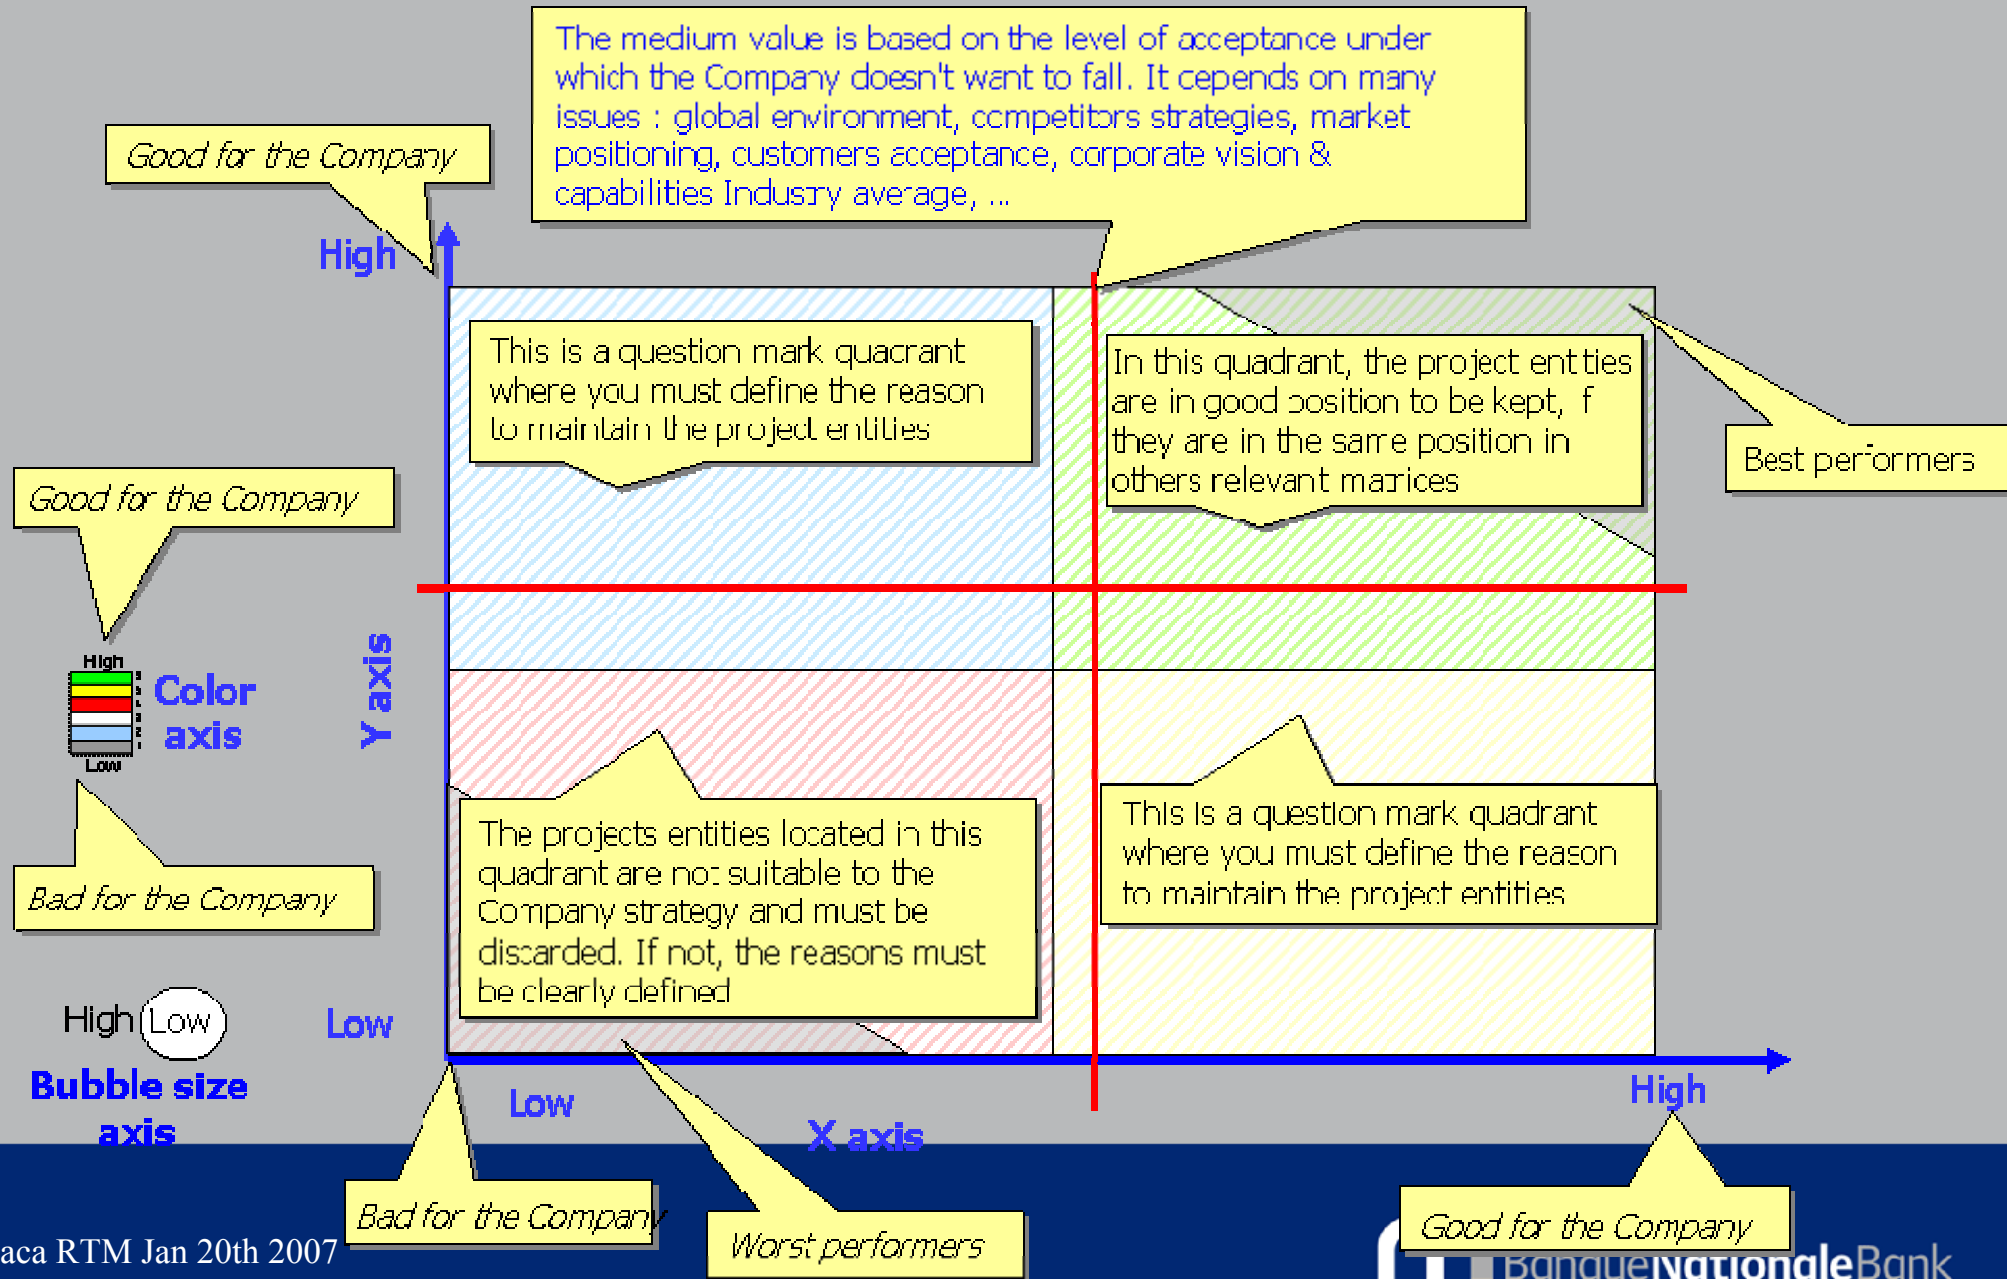 The medium value is based on the level of acceptance under
which the Company doesn't want to fall. It cepends on many
issues : global environment, competitors strategies, market
positioning, customers acceptance, corporate vision &
capabilities Industry average, ...
Good for the Company
High
This is a question mark quadrant
where you must define the reason
to maintain the project entities
In this quadrant, the project entities
are in good position to be kept, if
they are in the same position in
others relevant matrices
Best performers
Good for the Company
High
Color
axis
Low
Y axis
Bad for the Company
The projects entities located in this
quadrant are not suitable to the
Company strategy and must be
discarded. If not, the reasons must
be clearly defined
This is a question mark quadrant
where you must define the reason
to maintain the project entities
High Low
Bubble size
axis
Low
Low
X axis
High
Bad for the Company
Worst performers
Good for the Company
aca RTM Jan 20th 2007
BanqueNationaleBank